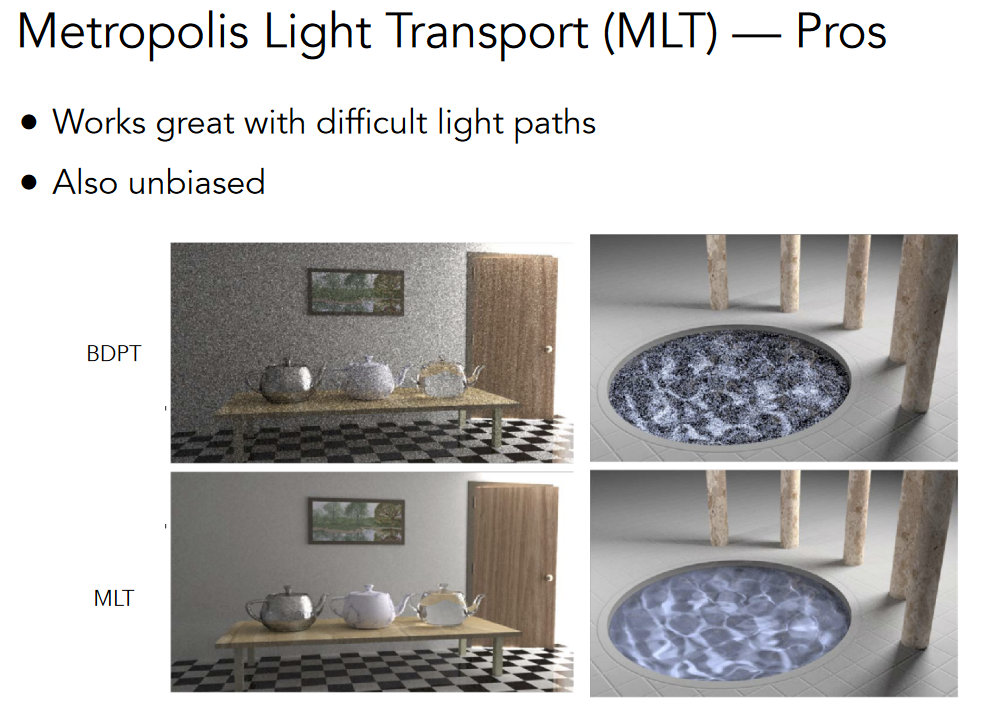 Metropolis Light Transport (MLT) — Pros
● Works great with difficult light paths
● Also unbiased
BDPT
MLT